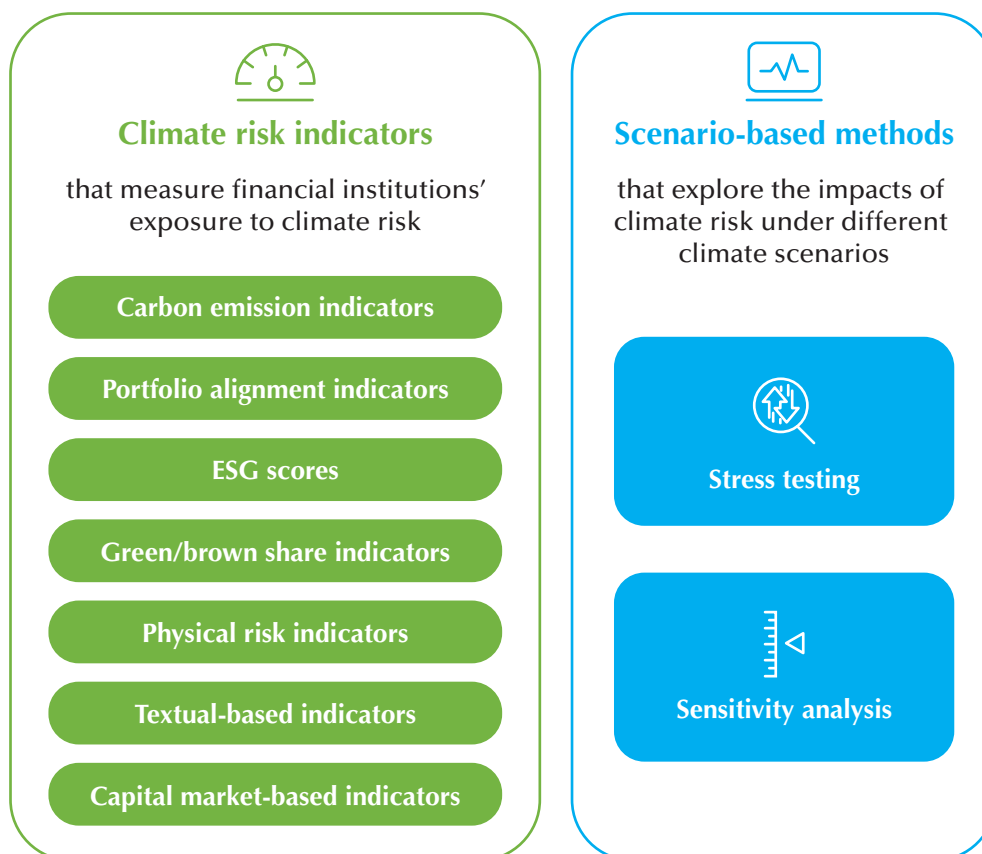 Climate risk indicators
that measure financial institutions’
exposure to climate risk
Carbon emission indicators
Portfolio alignment indicators
ESG scores
Green/brown share indicators
Physical risk indicators
Textual-based indicators
Capital market-based indicators
Scenario-based methods
that explore the impacts of
climate risk under different
climate scenarios
Stress testing
Sensitivity analysis